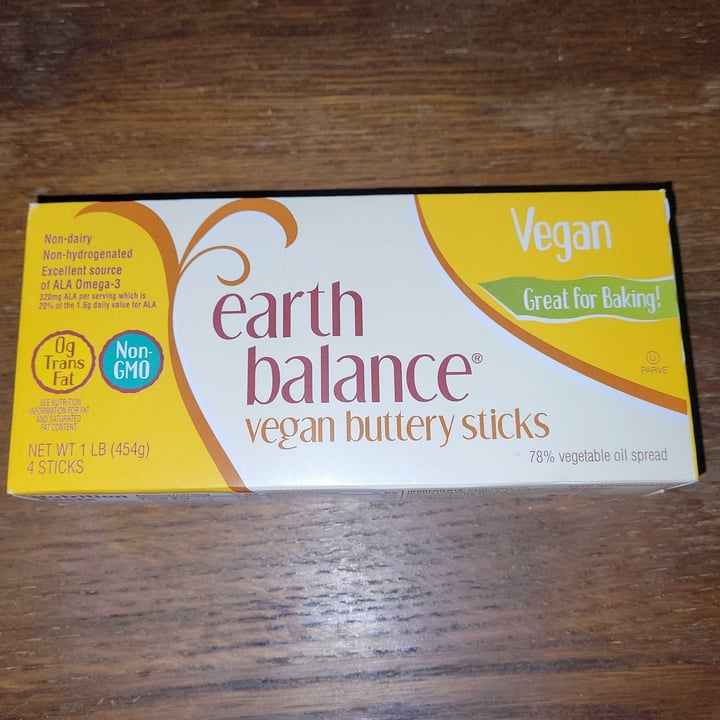 Non-dairy
Non-hydrogenated
Excellent source
of ALA Omega-3
320mg ALA per serving which is
20% of the 1.6g daily value for ALA
0g
Trans
Fat
Non-
GMO
SEE NUTRITION
INFORMATION FOR FAT
AND SATURATED
FAT CONTENT
NET WT 1 LB (454g)
4 STICKS
earth
balance®
vegan buttery sticks
78% vegetable oil spread
Vegan
Great for Baking!
U
PARVE
Nutrition